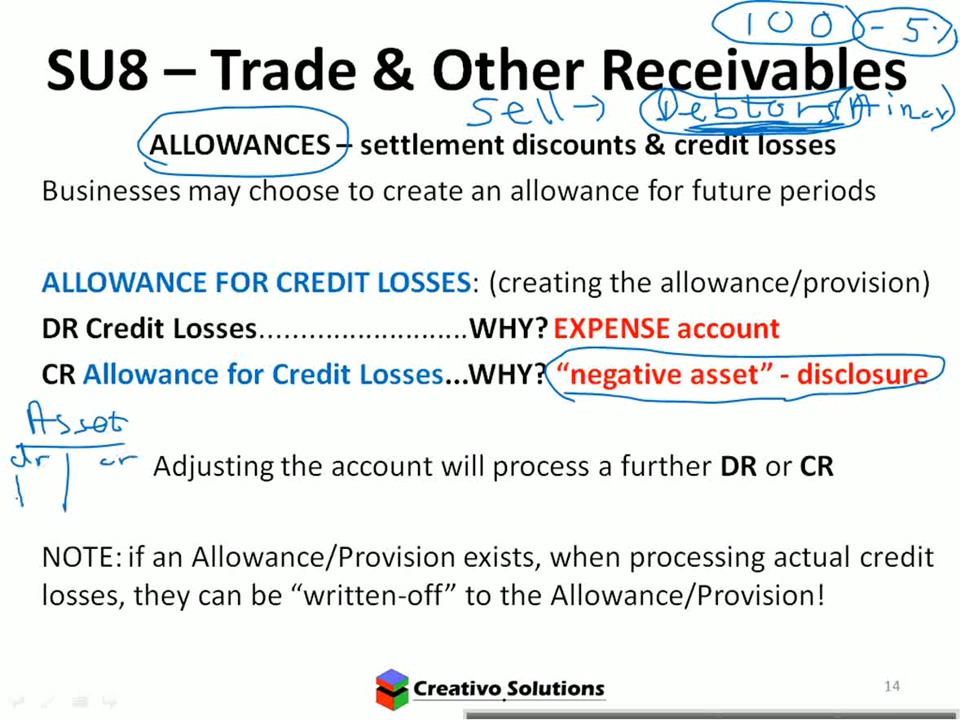 100 - 5%
SU8 – Trade & Other Receivables
Sell → Debtors
ALLOWANCES – settlement discounts & credit losses
Businesses may choose to create an allowance for future periods
ALLOWANCE FOR CREDIT LOSSES: (creating the allowance/provision)
DR Credit Losses...........................WHY? EXPENSE account
CR Allowance for Credit Losses...WHY? “negative asset” - disclosure
Asset
dr cr
Adjusting the account will process a further DR or CR
NOTE: if an Allowance/Provision exists, when processing actual credit
losses, they can be “written-off” to the Allowance/Provision!
Creativo Solutions
14